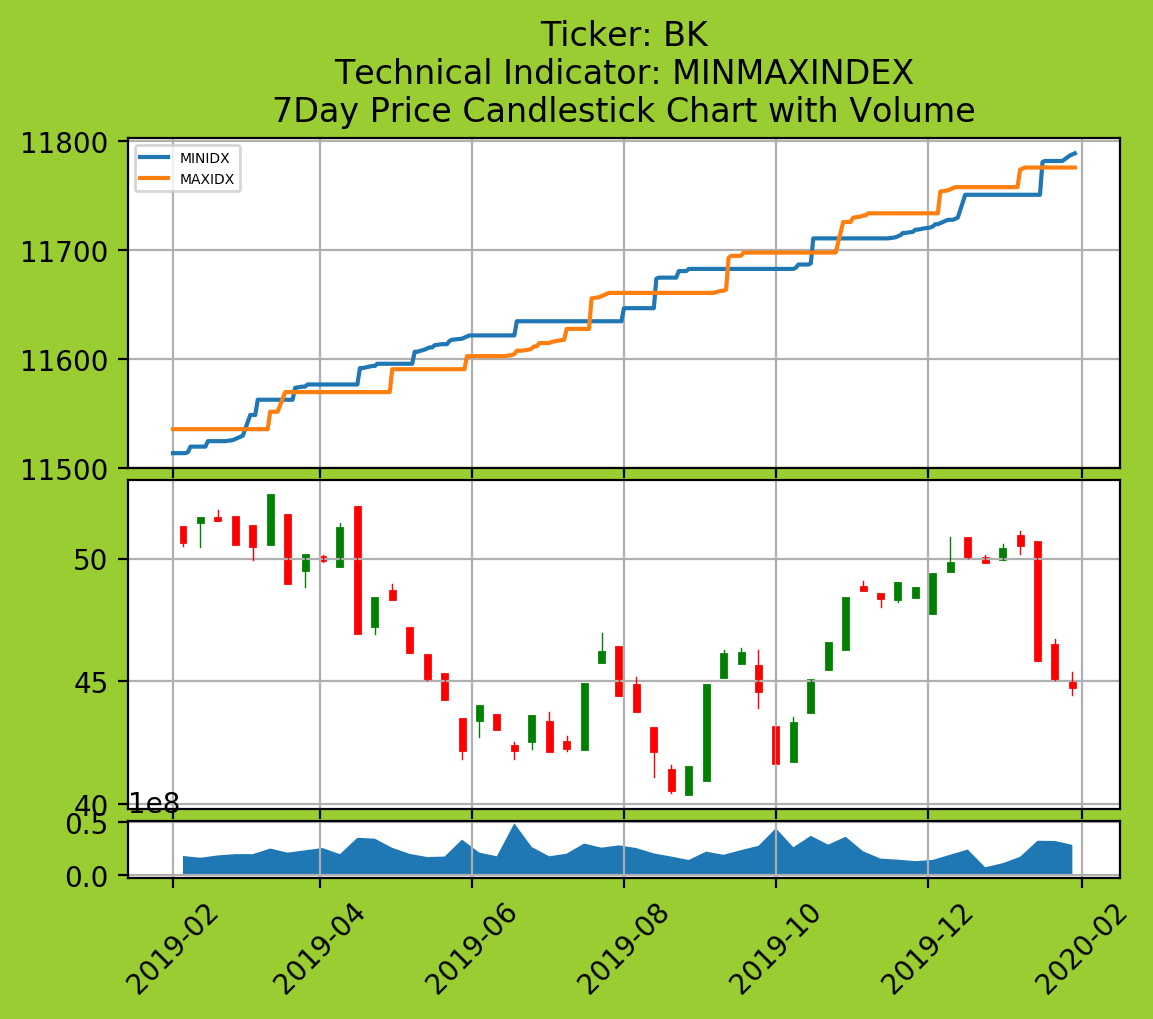 Ticker: BK
Technical Indicator: MINMAXINDEX
7Day Price Candlestick Chart with Volume
11800
MINIDX
MAXIDX
11700
11600
11500
50
45
40
1e8
0.5
0.0
2019-02
2019-04
2019-06
2019-08
2019-10
2019-12
2020-02